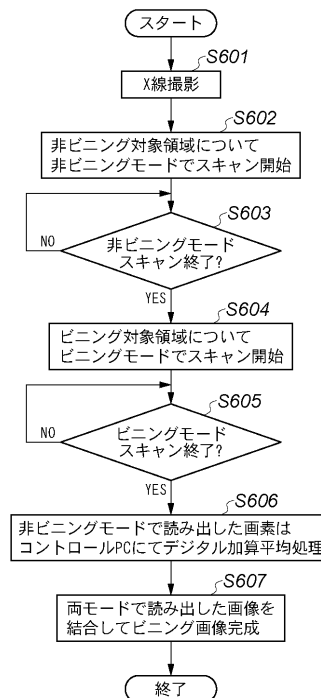 スタート
S601
X線撮影
S602
非ビニング対象領域について
非ビニングモードでスキャン開始
S603
非ビニングモード
スキャン終了?
NO
YES
S604
ビニング対象領域について
ビニングモードでスキャン開始
S605
ビニングモード
スキャン終了?
NO
YES
S606
非ビニングモードで読み出した画素は
コントロールPCにてデジタル加算平均処理
S607
両モードで読み出した画像を
結合してビニング画像完成
終了